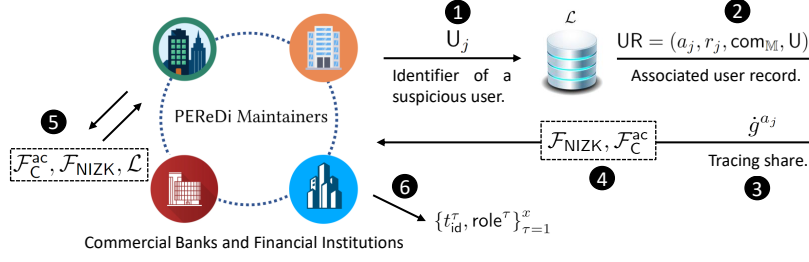 1
U_j
Identifier of a
suspicious user.
ℒ
2
UR = (a_j, r_j, com_𝕄, U)
Associated user record.
PEReDi Maintainers
5
ℱ_C^ac, ℱ_NIZK, ℒ
ℱ_NIZK, ℱ_C^ac
4
ġ^{a_j}
Tracing share.
3
6
{t_id^τ, role^τ}_{τ=1}^x
Commercial Banks and Financial Institutions